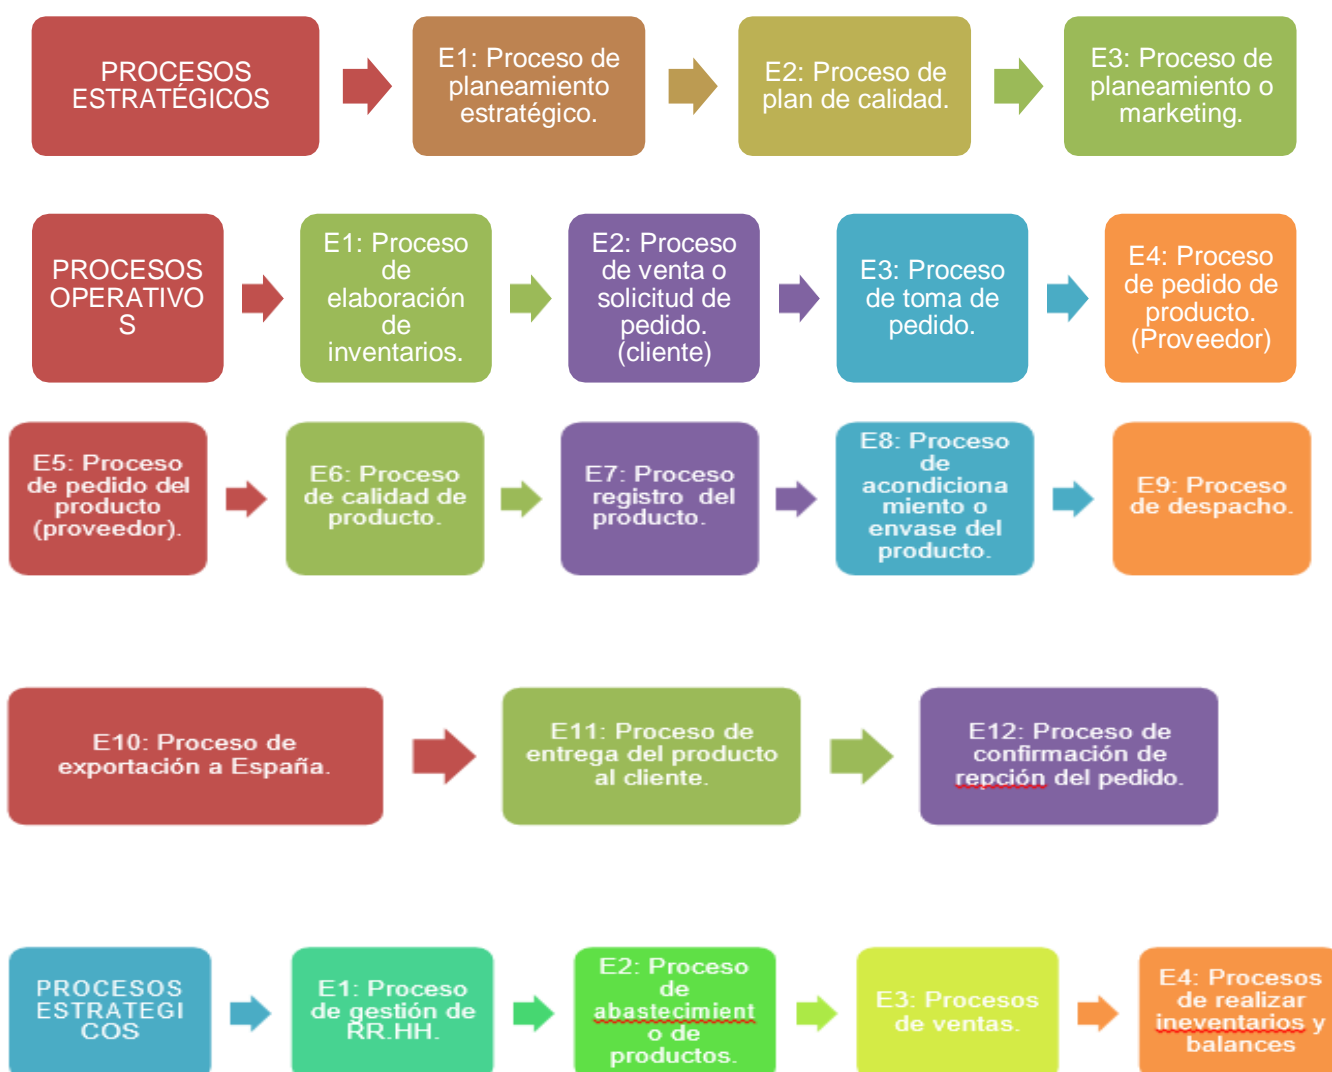 PROCESOS
ESTRATÉGICOS
E1: Proceso de
planeamiento
estratégico.
E2: Proceso de
plan de calidad.
E3: Proceso de
planeamiento o
marketing.
PROCESOS
OPERATIVO
S
E1: Proceso
de
elaboración
de
inventarios.
E2: Proceso
de venta o
solicitud de
pedido.
(cliente)
E3: Proceso
de toma de
pedido.
E4: Proceso
de pedido de
producto.
(Proveedor)
E5: Proceso
de pedido del
producto
(proveedor).
E6: Proceso
de calidad de
producto.
E7: Proceso
registro del
producto.
E8: Proceso
de
acondiciona
miento o
envase del
producto.
E9: Proceso
de despacho.
E10: Proceso de
exportación a España.
E11: Proceso de
entrega del producto
al cliente.
E12: Proceso de
confirmación de
repción del pedido.
PROCESOS
ESTRATEGI
COS
E1: Proceso
de gestión de
RR.HH.
E2: Proceso
de
abastecimient
o de
productos.
E3: Procesos
de ventas.
E4: Procesos
de realizar
ineventarios y
balances